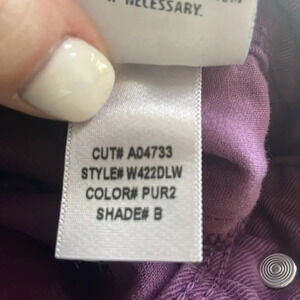 NECESSARY.
CUT# A04733
STYLE# W422DLW
COLOR# PUR2
SHADE# B